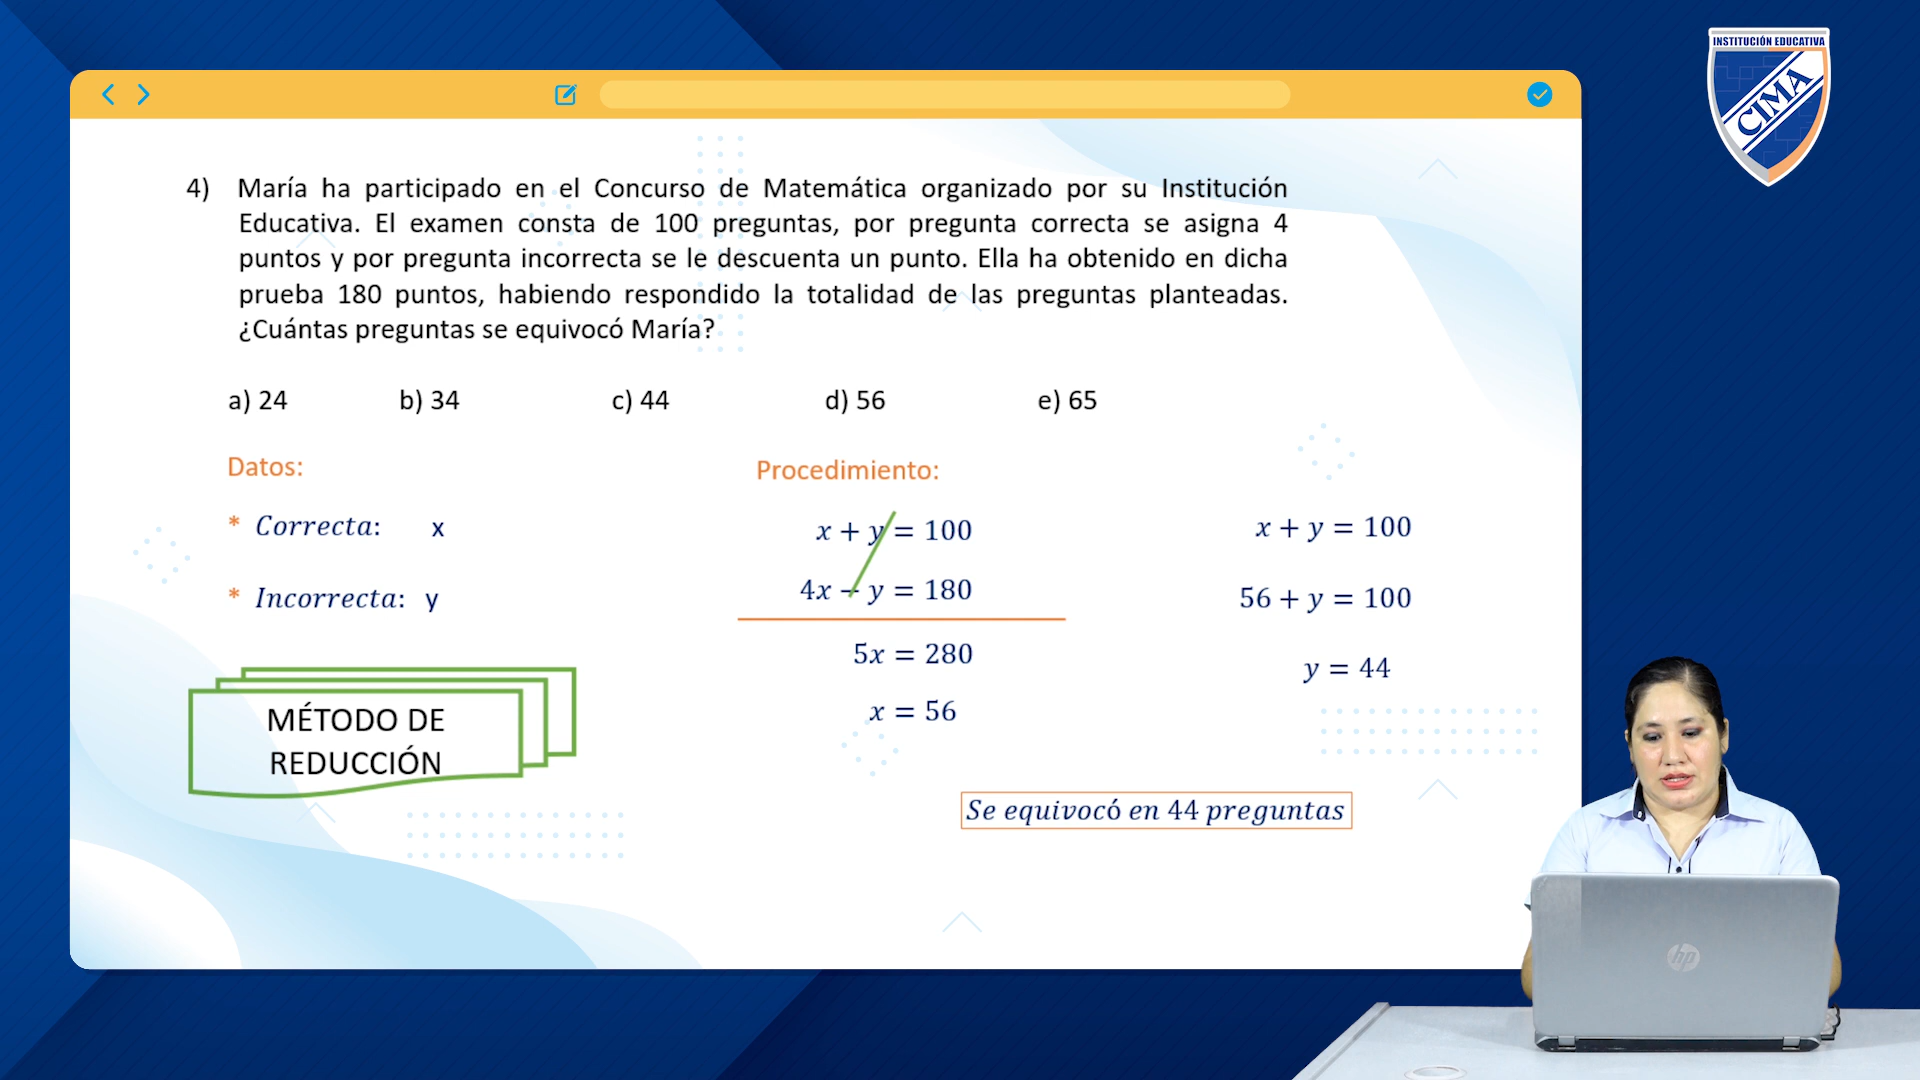 INSTITUCIÓN EDUCATIVA
CIMA
4) María ha participado en el Concurso de Matemática organizado por su Institución
Educativa. El examen consta de 100 preguntas, por pregunta correcta se asigna 4
puntos y por pregunta incorrecta se le descuenta un punto. Ella ha obtenido en dicha
prueba 180 puntos, habiendo respondido la totalidad de las preguntas planteadas.
¿Cuántas preguntas se equivocó María?
a) 24 b) 34 c) 44 d) 56 e) 65
Datos:
* Correcta: x
* Incorrecta: y
MÉTODO DE
REDUCCIÓN
Procedimiento:
x + y = 100
4x − y = 180
5x = 280
x = 56
x + y = 100
56 + y = 100
y = 44
Se equivocó en 44 preguntas
hp